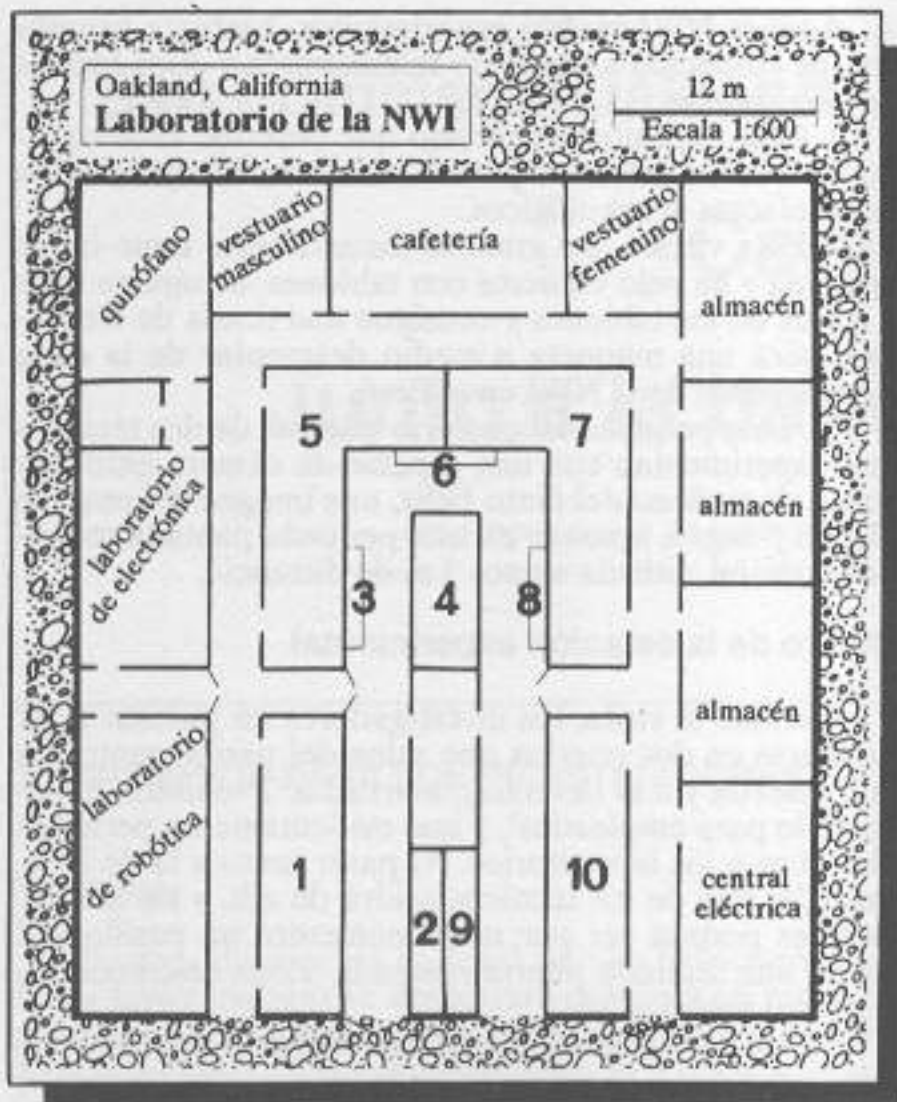 Oakland, California
Laboratorio de la NWI
12 m
Escala 1:600
quirófano
vestuario
masculino
cafetería
vestuario
femenino
almacén
5
7
6
laboratorio
de electrónica
almacén
3
4
8
almacén
laboratorio
de robótica
1
2
9
10
central
eléctrica